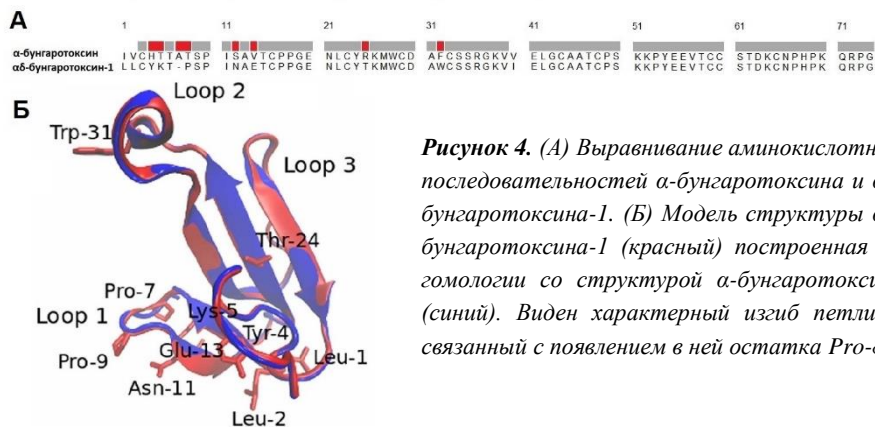 А
1 11 21 31 41 51 61 71
α-бунгаротоксин IVCHTTATSP ISAVTCPPGE NLCYRKMWCD AFCSSRGKVV ELGCAATCPS KKPYEEVTCC STDKCNPHPK QRPG
αδ-бунгаротоксин-1 LLCYKT-PSP INAETCPPGE NLCYTKMWCD AWCSSRGKVI ELGCAATCPS KKPYEEVTCC STDKCNPHPK QRPG
Б
Loop 2
Trp-31
Loop 3
Thr-24
Pro-7
Lys-5
Loop 1
Tyr-4
Glu-13
Leu-1
Pro-9
Asn-11
Leu-2
Рисунок 4. (А) Выравнивание аминокислотн
последовательностей α-бунгаротоксина и
бунгаротоксина-1. (Б) Модель структуры
бунгаротоксина-1 (красный) построенная
гомологии со структурой α-бунгаротокси
(синий). Виден характерный изгиб петли
связанный с появлением в ней остатка Pro-